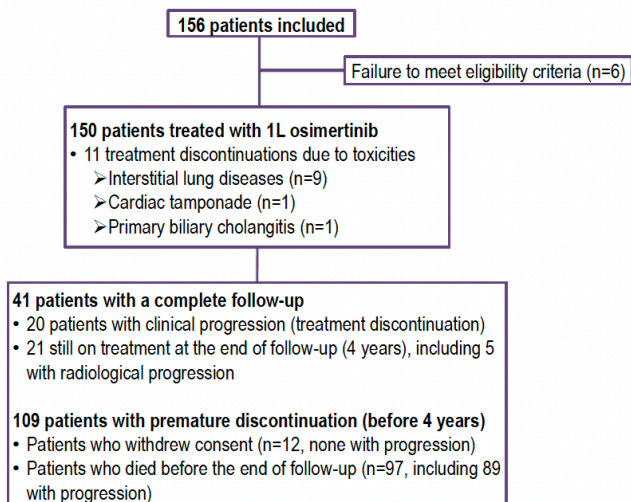 156 patients included
Failure to meet eligibility criteria (n=6)
150 patients treated with 1L osimertinib
• 11 treatment discontinuations due to toxicities
➢Interstitial lung diseases (n=9)
➢Cardiac tamponade (n=1)
➢Primary biliary cholangitis (n=1)
41 patients with a complete follow-up
• 20 patients with clinical progression (treatment discontinuation)
• 21 still on treatment at the end of follow-up (4 years), including 5
with radiological progression
109 patients with premature discontinuation (before 4 years)
• Patients who withdrew consent (n=12, none with progression)
• Patients who died before the end of follow-up (n=97, including 89
with progression)